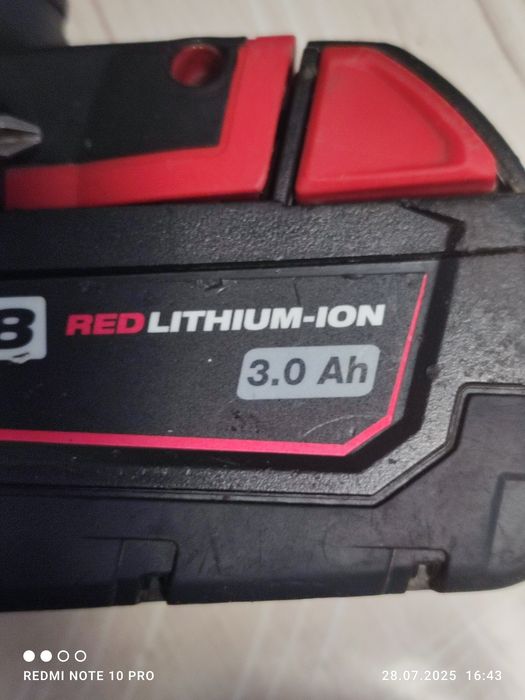 8 REDLITHIUM-ION
3.0 Ah
REDMI NOTE 10 PRO
28.07.2025 16:43